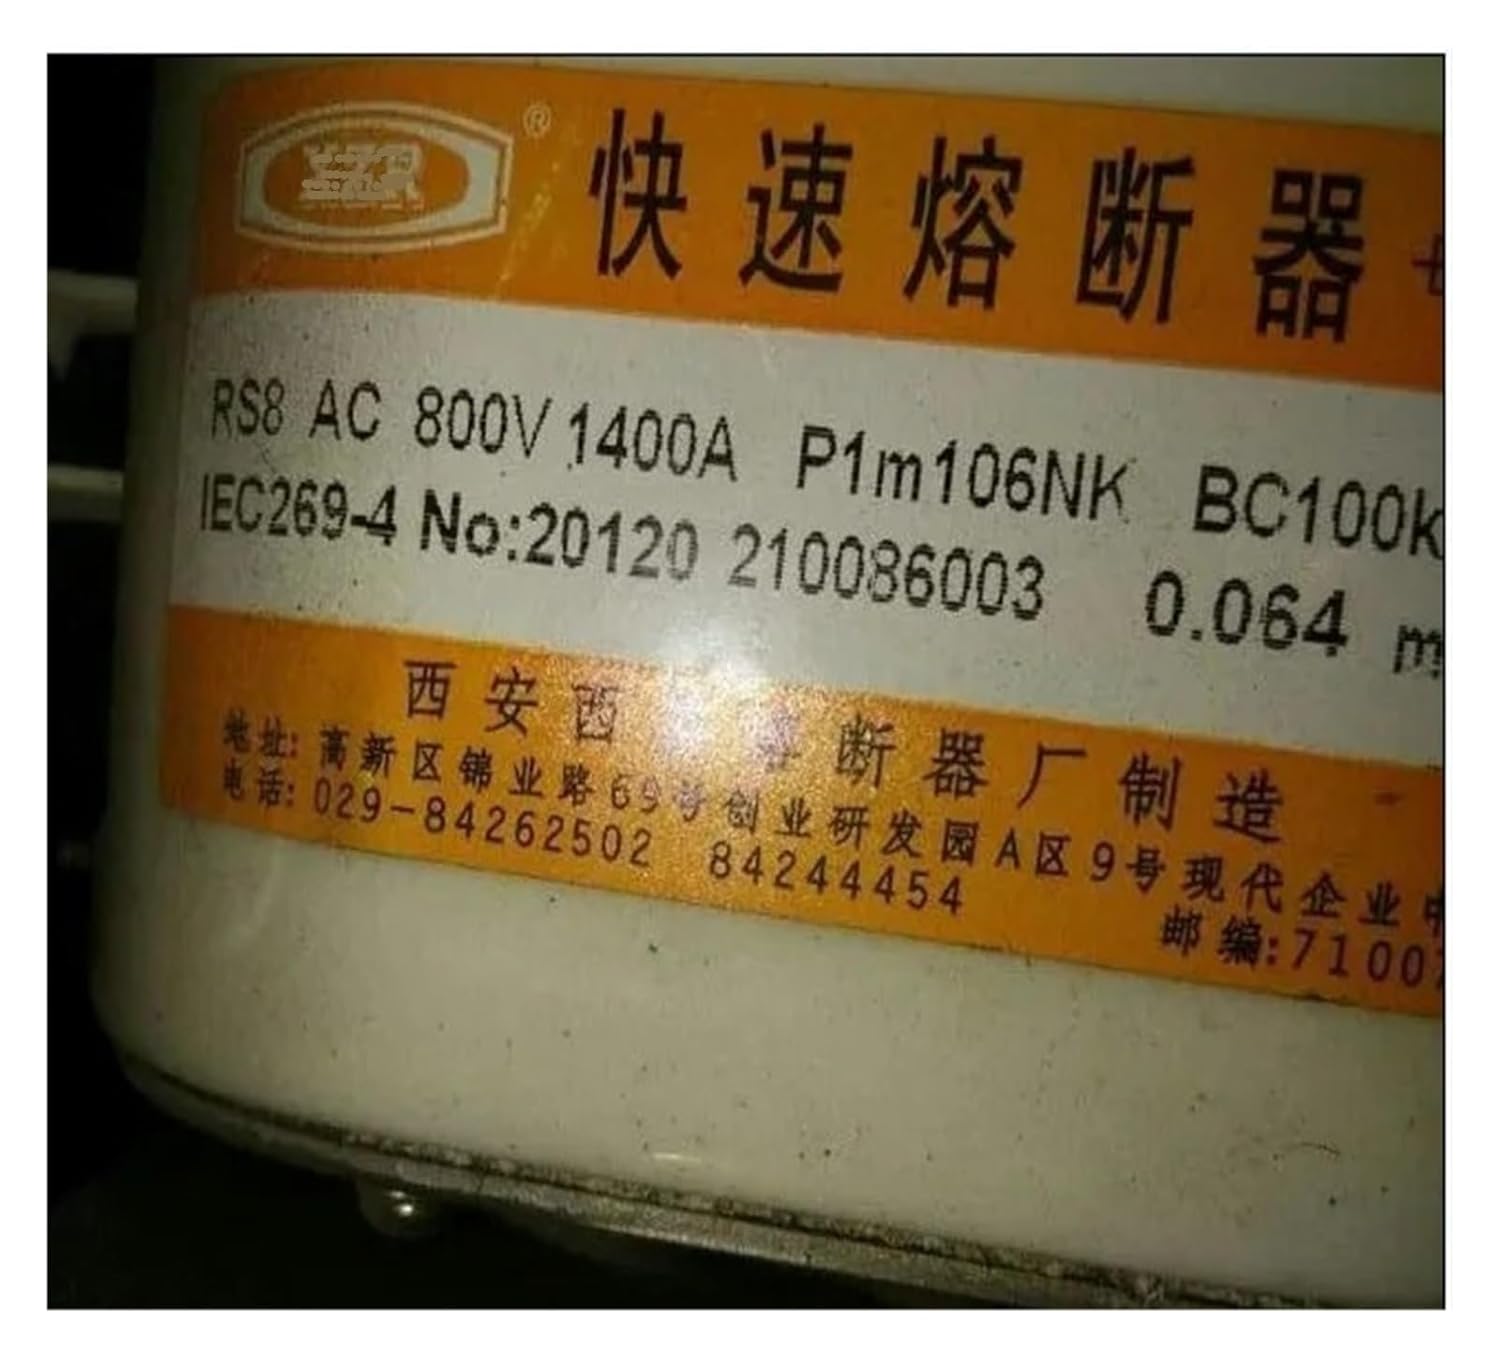 ® 快速熔断器
RS8 AC 800V 1400A P1m106NK BC100k
IEC269-4 No:20120 210086003 0.064 m
西安西 断器厂制造
地址: 高新区锦业路69号创业研发园A区9号现代企业中
电话: 029-84262502 84244454
邮编:71007